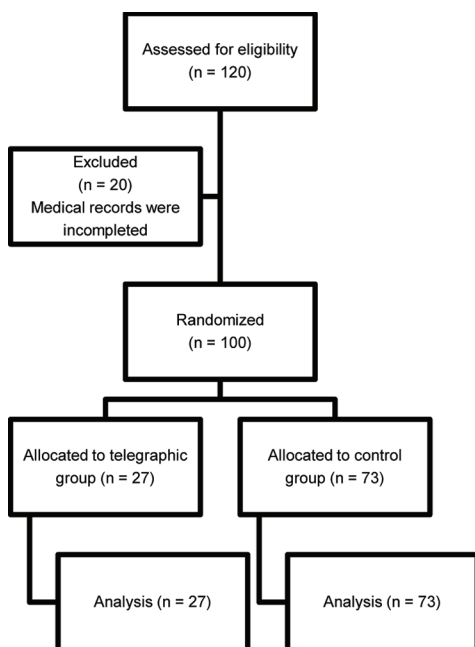 Assessed for eligibility
(n = 120)
Excluded
(n = 20)
Medical records were
incompleted
Randomized
(n = 100)
Allocated to telegraphic
group (n = 27)
Allocated to control
group (n = 73)
Analysis (n = 27)
Analysis (n = 73)